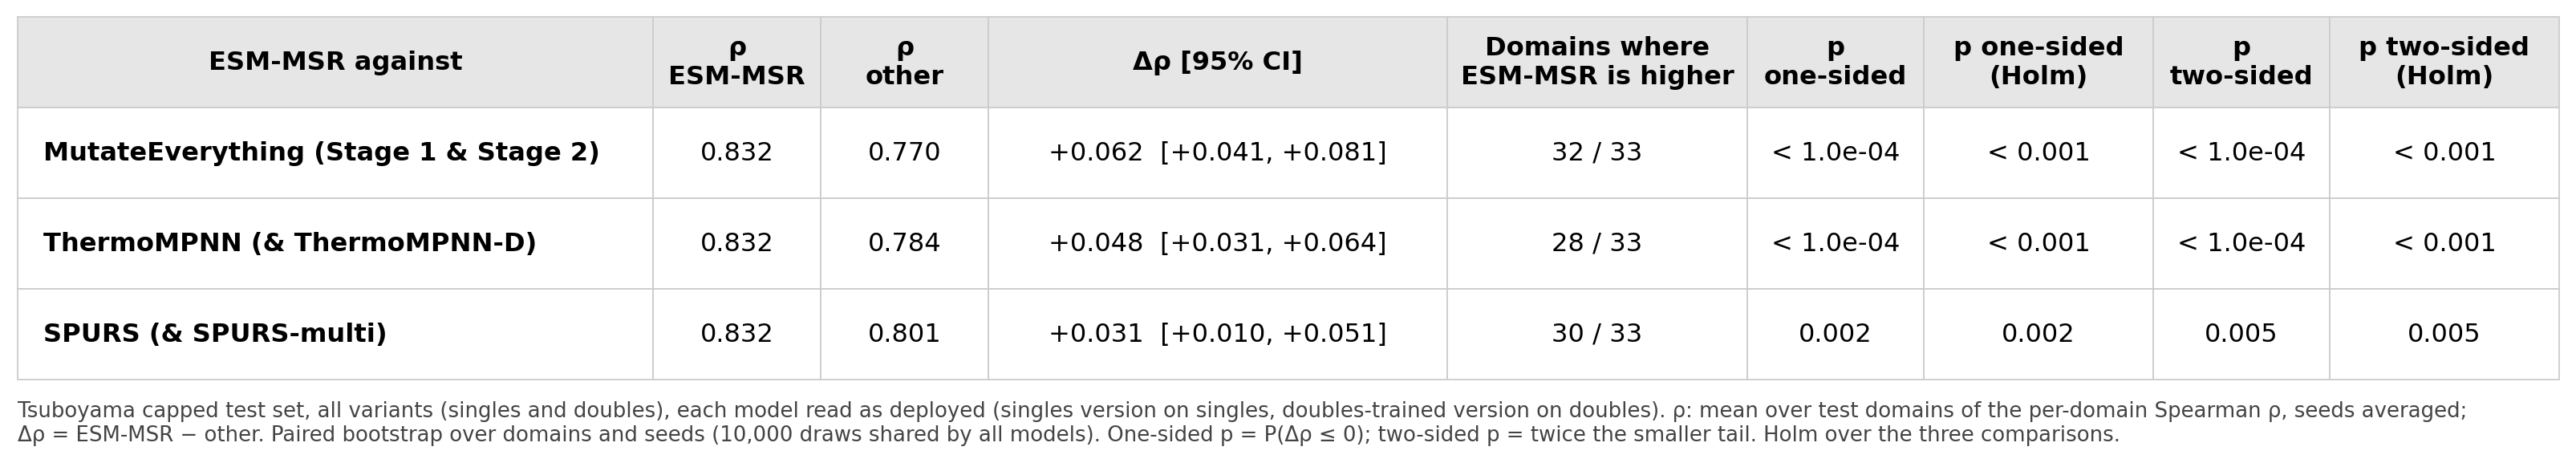 ESM-MSR against ρ ESM-MSR ρ other Δρ [95% CI] Domains where ESM-MSR is higher p one-sided p one-sided (Holm) p two-sided p two-sided (Holm)
MutateEverything (Stage 1 & Stage 2) 0.832 0.770 +0.062 [+0.041, +0.081] 32 / 33 < 1.0e-04 < 0.001 < 1.0e-04 < 0.001
ThermoMPNN (& ThermoMPNN-D) 0.832 0.784 +0.048 [+0.031, +0.064] 28 / 33 < 1.0e-04 < 0.001 < 1.0e-04 < 0.001
SPURS (& SPURS-multi) 0.832 0.801 +0.031 [+0.010, +0.051] 30 / 33 0.002 0.002 0.005 0.005
Tsuboyama capped test set, all variants (singles and doubles), each model read as deployed (singles version on singles, doubles-trained version on doubles). ρ: mean over test domains of the per-domain Spearman ρ, seeds averaged;
Δρ = ESM-MSR − other. Paired bootstrap over domains and seeds (10,000 draws shared by all models). One-sided p = P(Δρ ≤ 0); two-sided p = twice the smaller tail. Holm over the three comparisons.